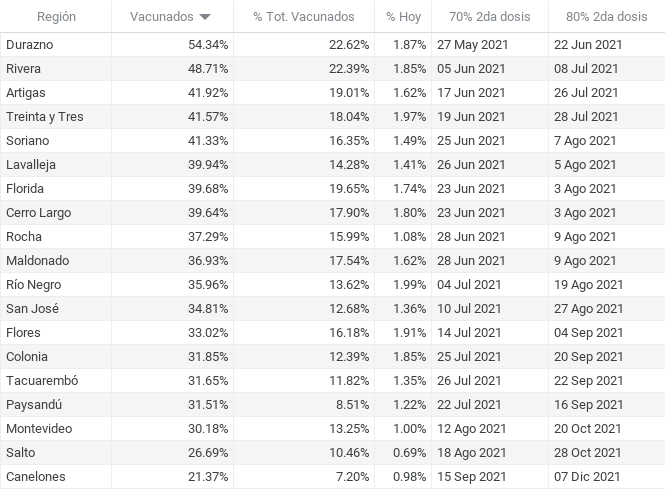 Región Vacunados % Tot. Vacunados % Hoy 70% 2da dosis 80% 2da dosis
Durazno 54.34% 22.62% 1.87% 27 May 2021 22 Jun 2021
Rivera 48.71% 22.39% 1.85% 05 Jun 2021 08 Jul 2021
Artigas 41.92% 19.01% 1.62% 17 Jun 2021 26 Jul 2021
Treinta y Tres 41.57% 18.04% 1.97% 19 Jun 2021 28 Jul 2021
Soriano 41.33% 16.35% 1.49% 25 Jun 2021 7 Ago 2021
Lavalleja 39.94% 14.28% 1.41% 26 Jun 2021 5 Ago 2021
Florida 39.68% 19.65% 1.74% 23 Jun 2021 3 Ago 2021
Cerro Largo 39.64% 17.90% 1.80% 23 Jun 2021 3 Ago 2021
Rocha 37.29% 15.99% 1.08% 28 Jun 2021 9 Ago 2021
Maldonado 36.93% 17.54% 1.62% 28 Jun 2021 9 Ago 2021
Río Negro 35.96% 13.62% 1.99% 04 Jul 2021 19 Ago 2021
San José 34.81% 12.68% 1.36% 10 Jul 2021 27 Ago 2021
Flores 33.02% 16.18% 1.91% 14 Jul 2021 04 Sep 2021
Colonia 31.85% 12.39% 1.85% 25 Jul 2021 20 Sep 2021
Tacuarembó 31.65% 11.82% 1.35% 26 Jul 2021 22 Sep 2021
Paysandú 31.51% 8.51% 1.22% 22 Jul 2021 16 Sep 2021
Montevideo 30.18% 13.25% 1.00% 12 Ago 2021 20 Oct 2021
Salto 26.69% 10.46% 0.69% 18 Ago 2021 28 Oct 2021
Canelones 21.37% 7.20% 0.98% 15 Sep 2021 07 Dic 2021